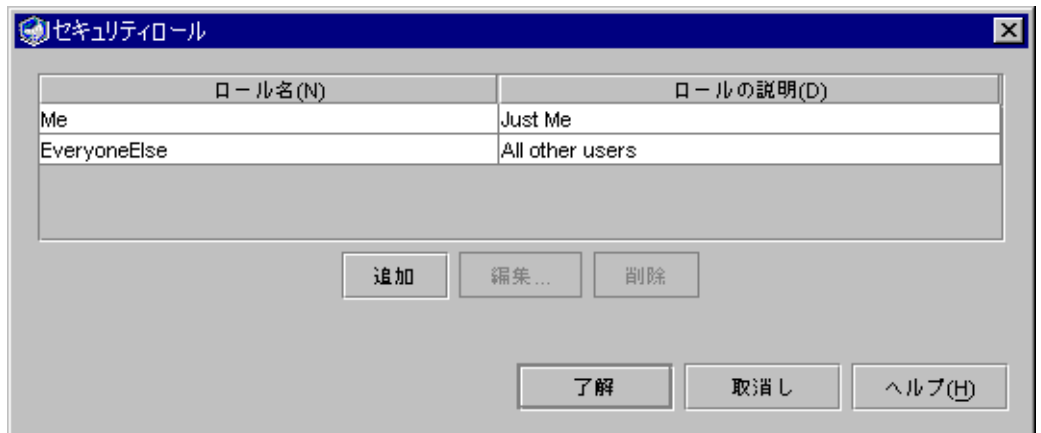 セキュリティロール
ロール名(N) ロールの説明(D)
Me Just Me
EveryoneElse All other users
追加 編集... 削除
了解 取消し ヘルプ(H)